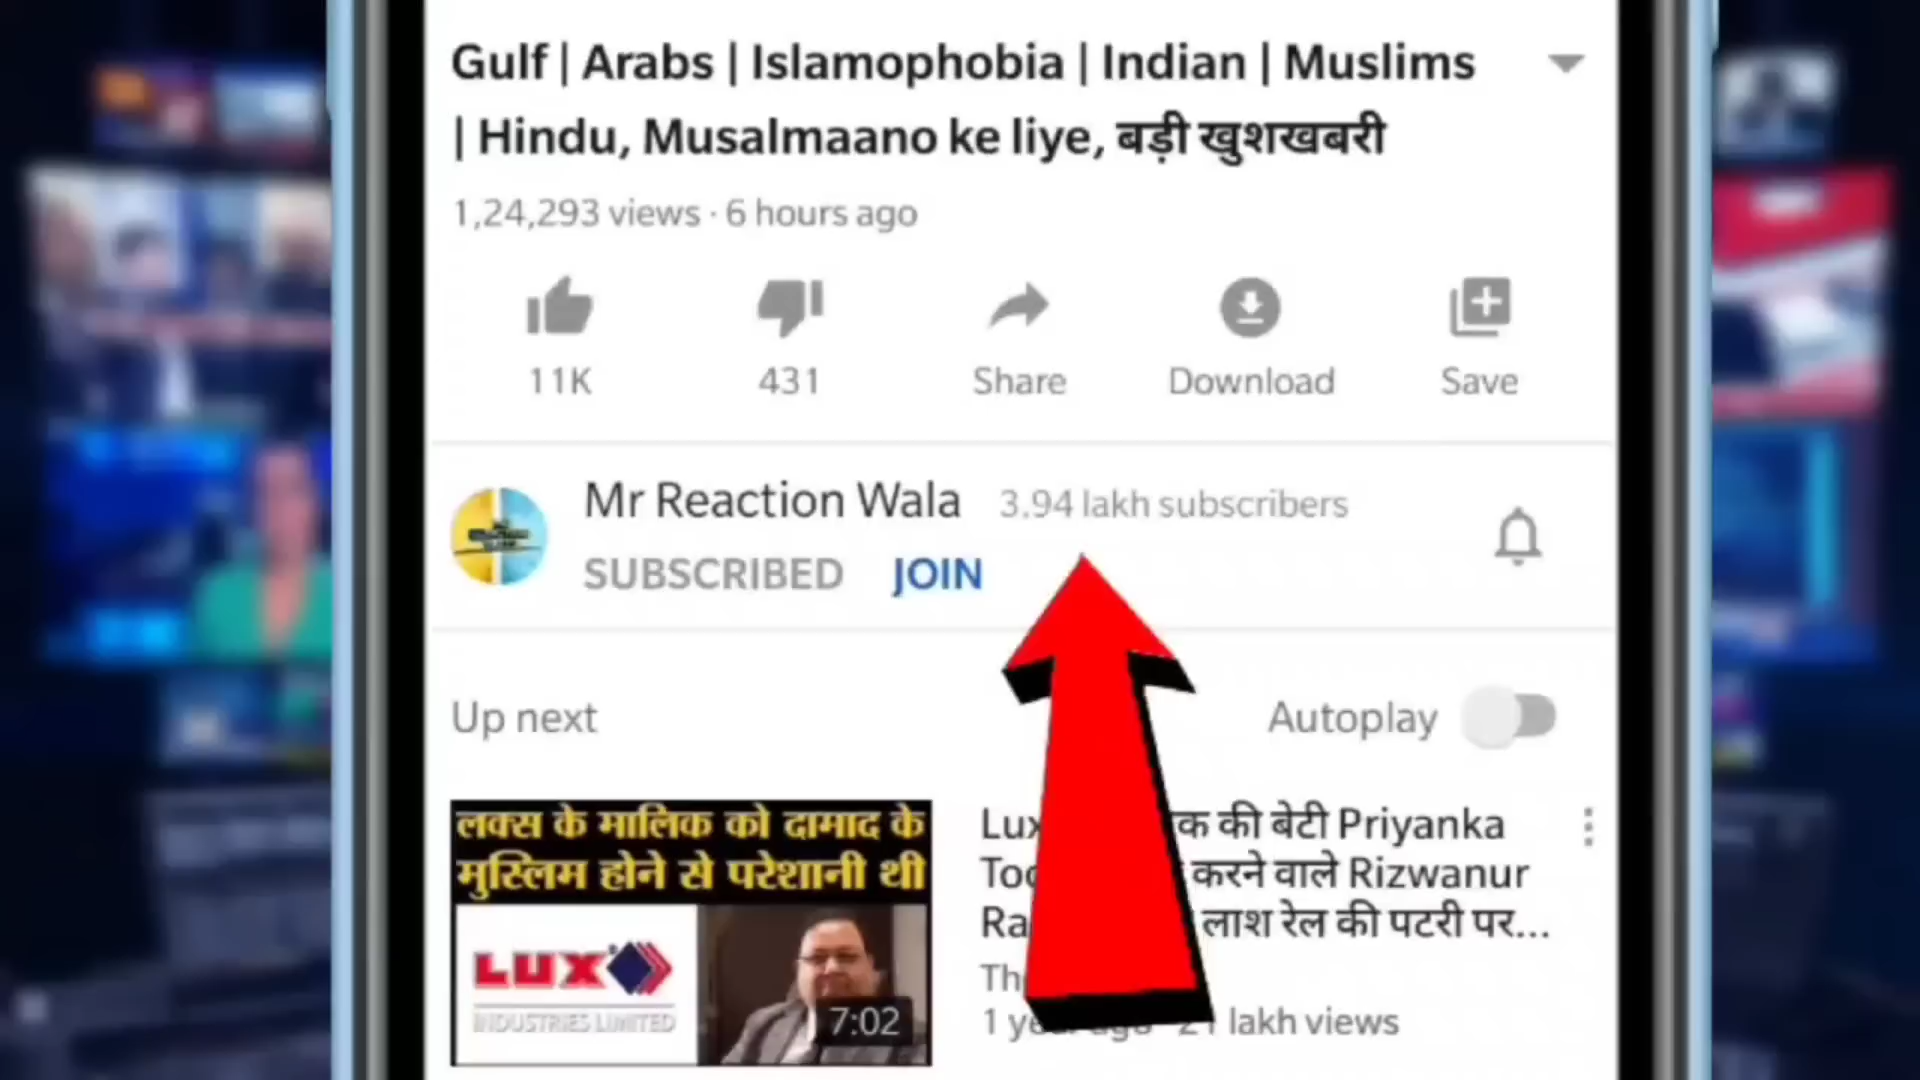 Gulf | Arabs | Islamophobia | Indian | Muslims
| Hindu, Musalmaano ke liye, बड़ी खुशखबरी
1,24,293 views · 6 hours ago
11K 431 Share Download Save
Mr Reaction Wala 3.94 lakh subscribers
SUBSCRIBED JOIN
Up next Autoplay
लक्स के मालिक को दामाद के
मुस्लिम होने से परेशानी थी
LUX
INDUSTRIES LIMITED
7:02
की बेटी Priyanka
करने वाले Rizwanur
लाश रेल की पटरी पर...
lakh views